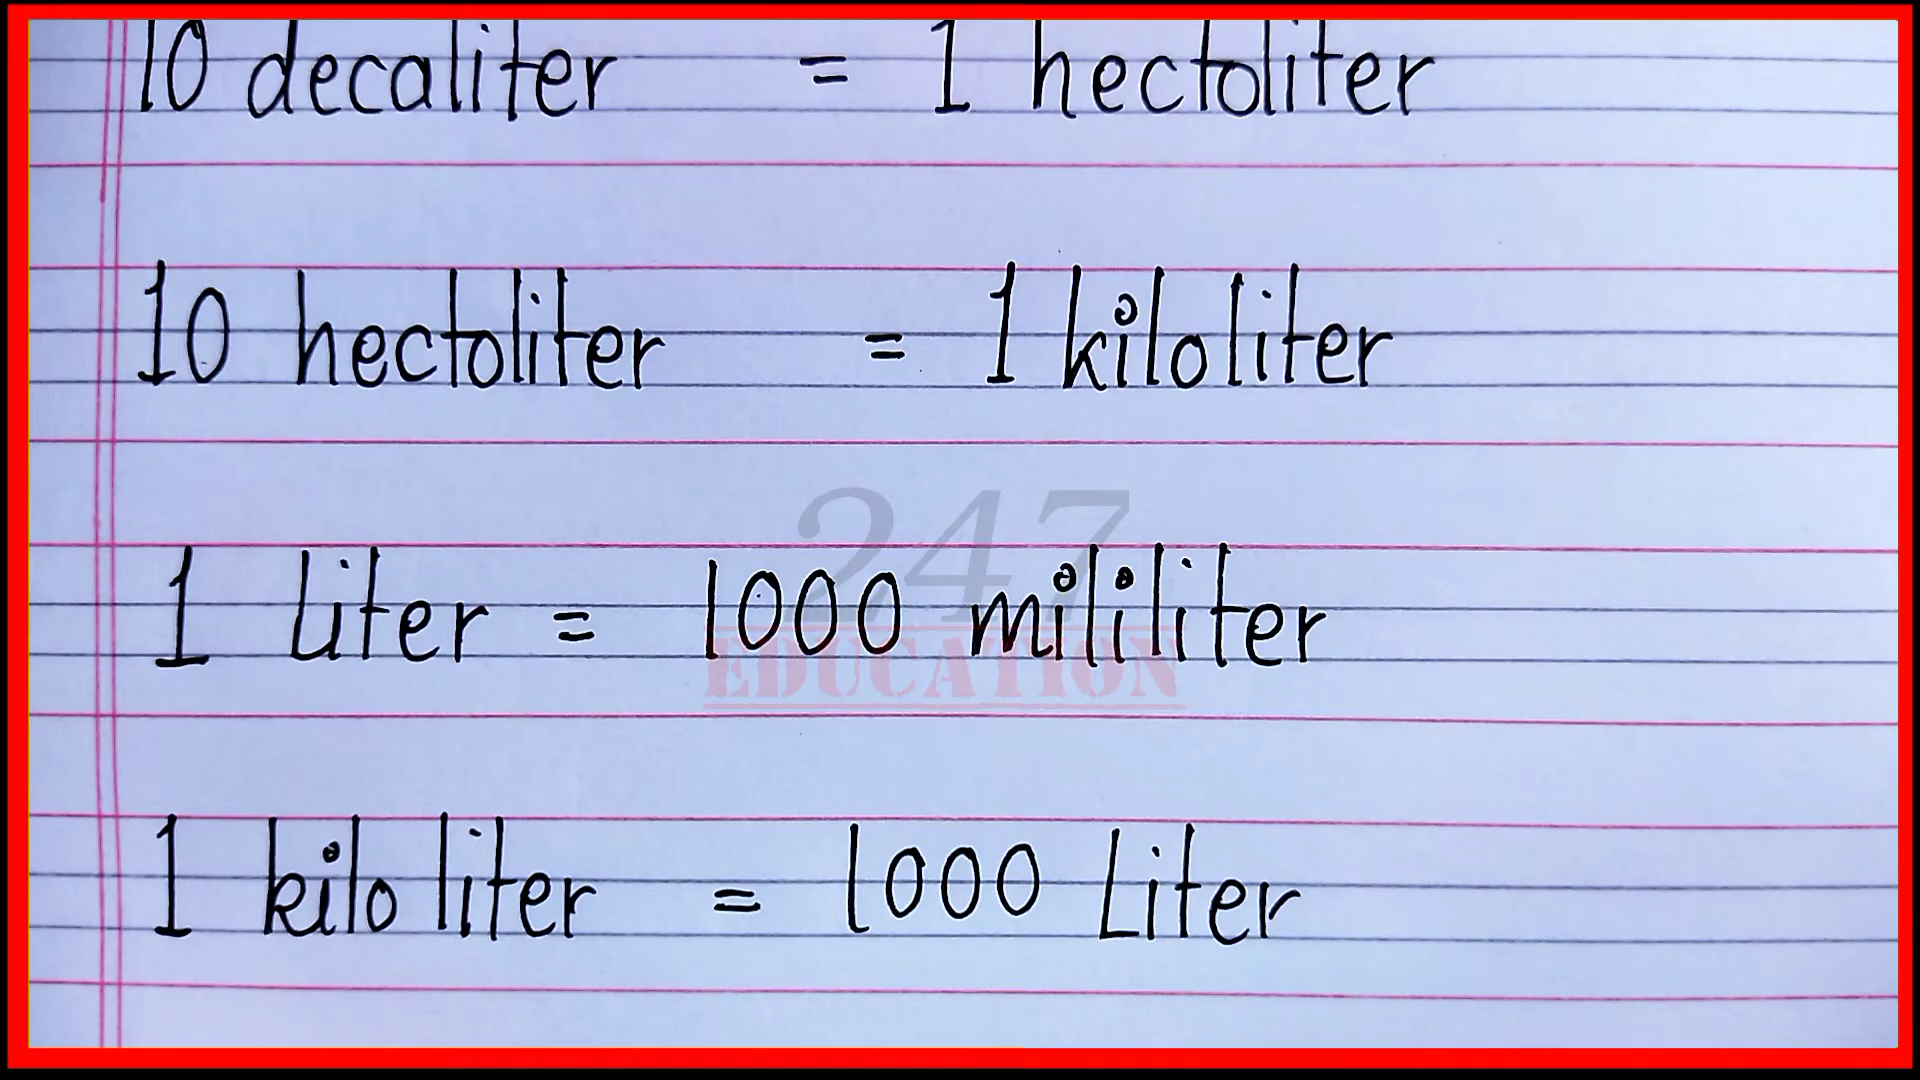 10 decaliter = 1 hectoliter
10 hectoliter = 1 kiloliter
247
1 Liter = 1000 mililiter
EDUCATION
1 kilo liter = 1000 Liter